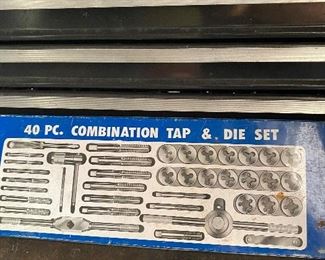 40 PC. COMBINATION TAP & DIE SET